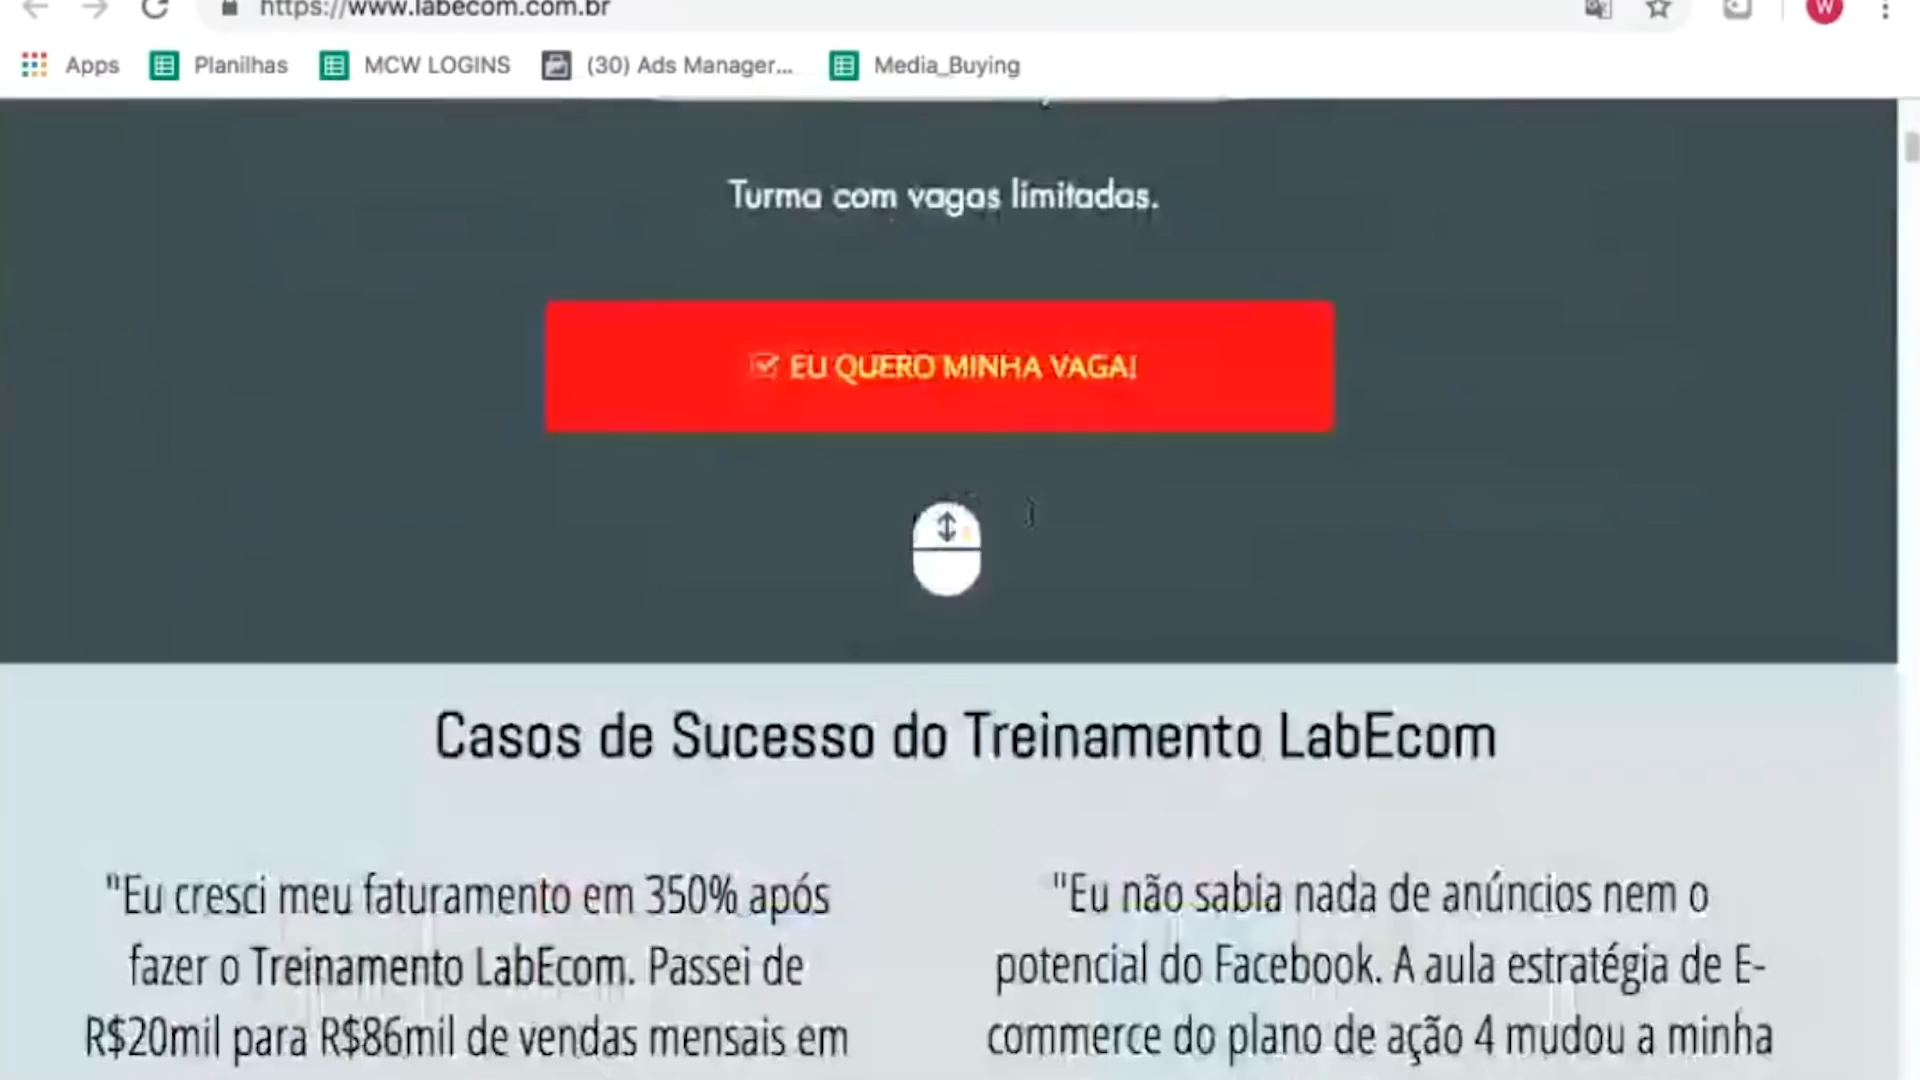 https://www.labecom.com.br
W
Apps Planilhas MCW LOGINS (30) Ads Manager... Media_Buying
Turma com vagas limitadas.
EU QUERO MINHA VAGA!
Casos de Sucesso do Treinamento LabEcom
"Eu cresci meu faturamento em 350% após
fazer o Treinamento LabEcom. Passei de
R$20mil para R$86mil de vendas mensais em
"Eu não sabia nada de anúncios nem o
potencial do Facebook. A aula estratégia de E-
commerce do plano de ação 4 mudou a minha